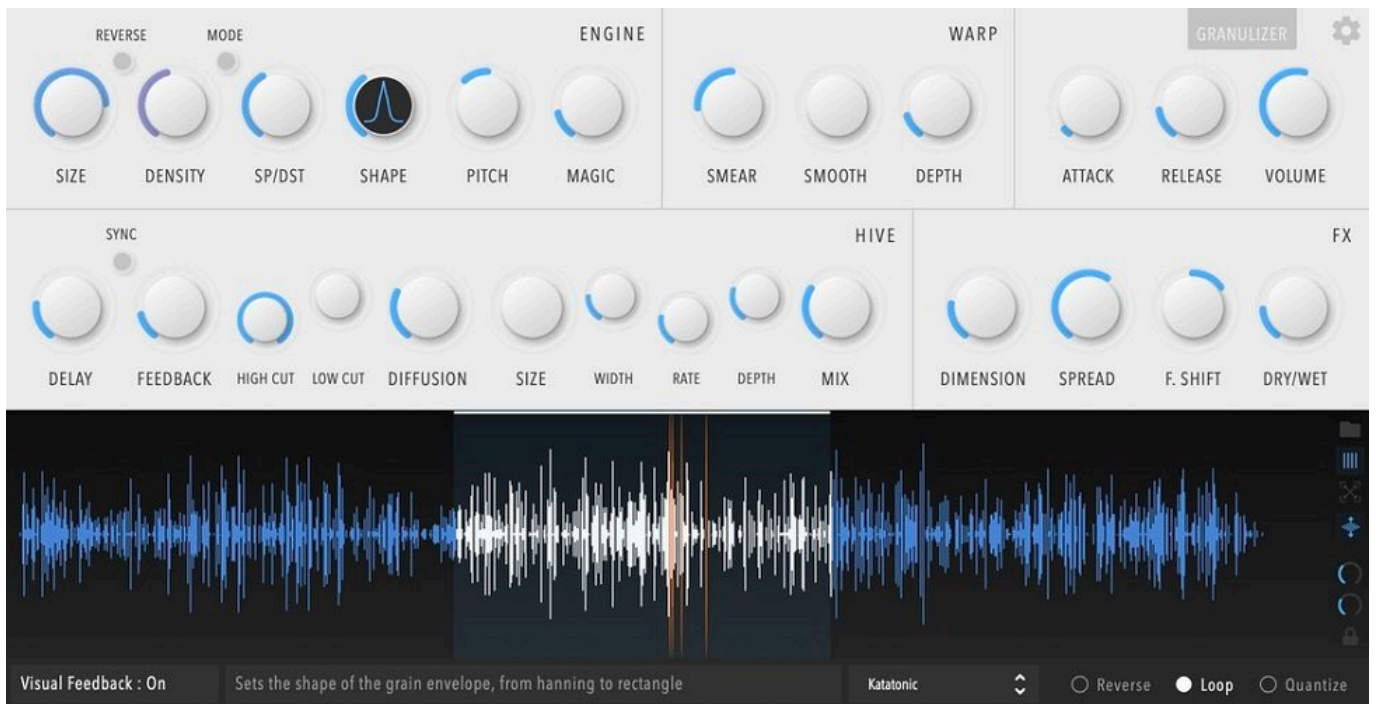 REVERSE MODE ENGINE WARP GRANULIZER
SIZE DENSITY SP/DST SHAPE PITCH MAGIC SMEAR SMOOTH DEPTH ATTACK RELEASE VOLUME
SYNC HIVE FX
DELAY FEEDBACK HIGH CUT LOW CUT DIFFUSION SIZE WIDTH RATE DEPTH MIX DIMENSION SPREAD F. SHIFT DRY/WET
Visual Feedback : On Sets the shape of the grain envelope, from hanning to rectangle Katatonic Reverse Loop Quantize